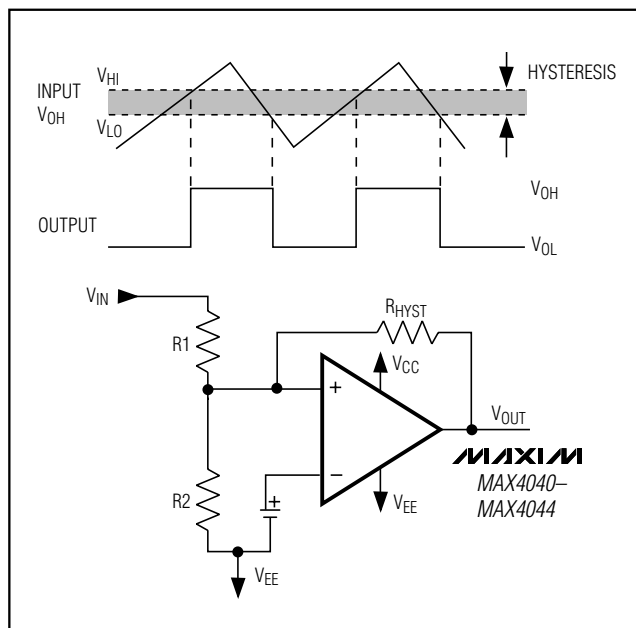 VHI
HYSTERESIS
INPUT
VOH
VLO
VOH
OUTPUT
VOL
VIN
RHYST
R1
VCC
+
VOUT
MAXIM
−
MAX4040–
MAX4044
R2
+
VEE
VEE